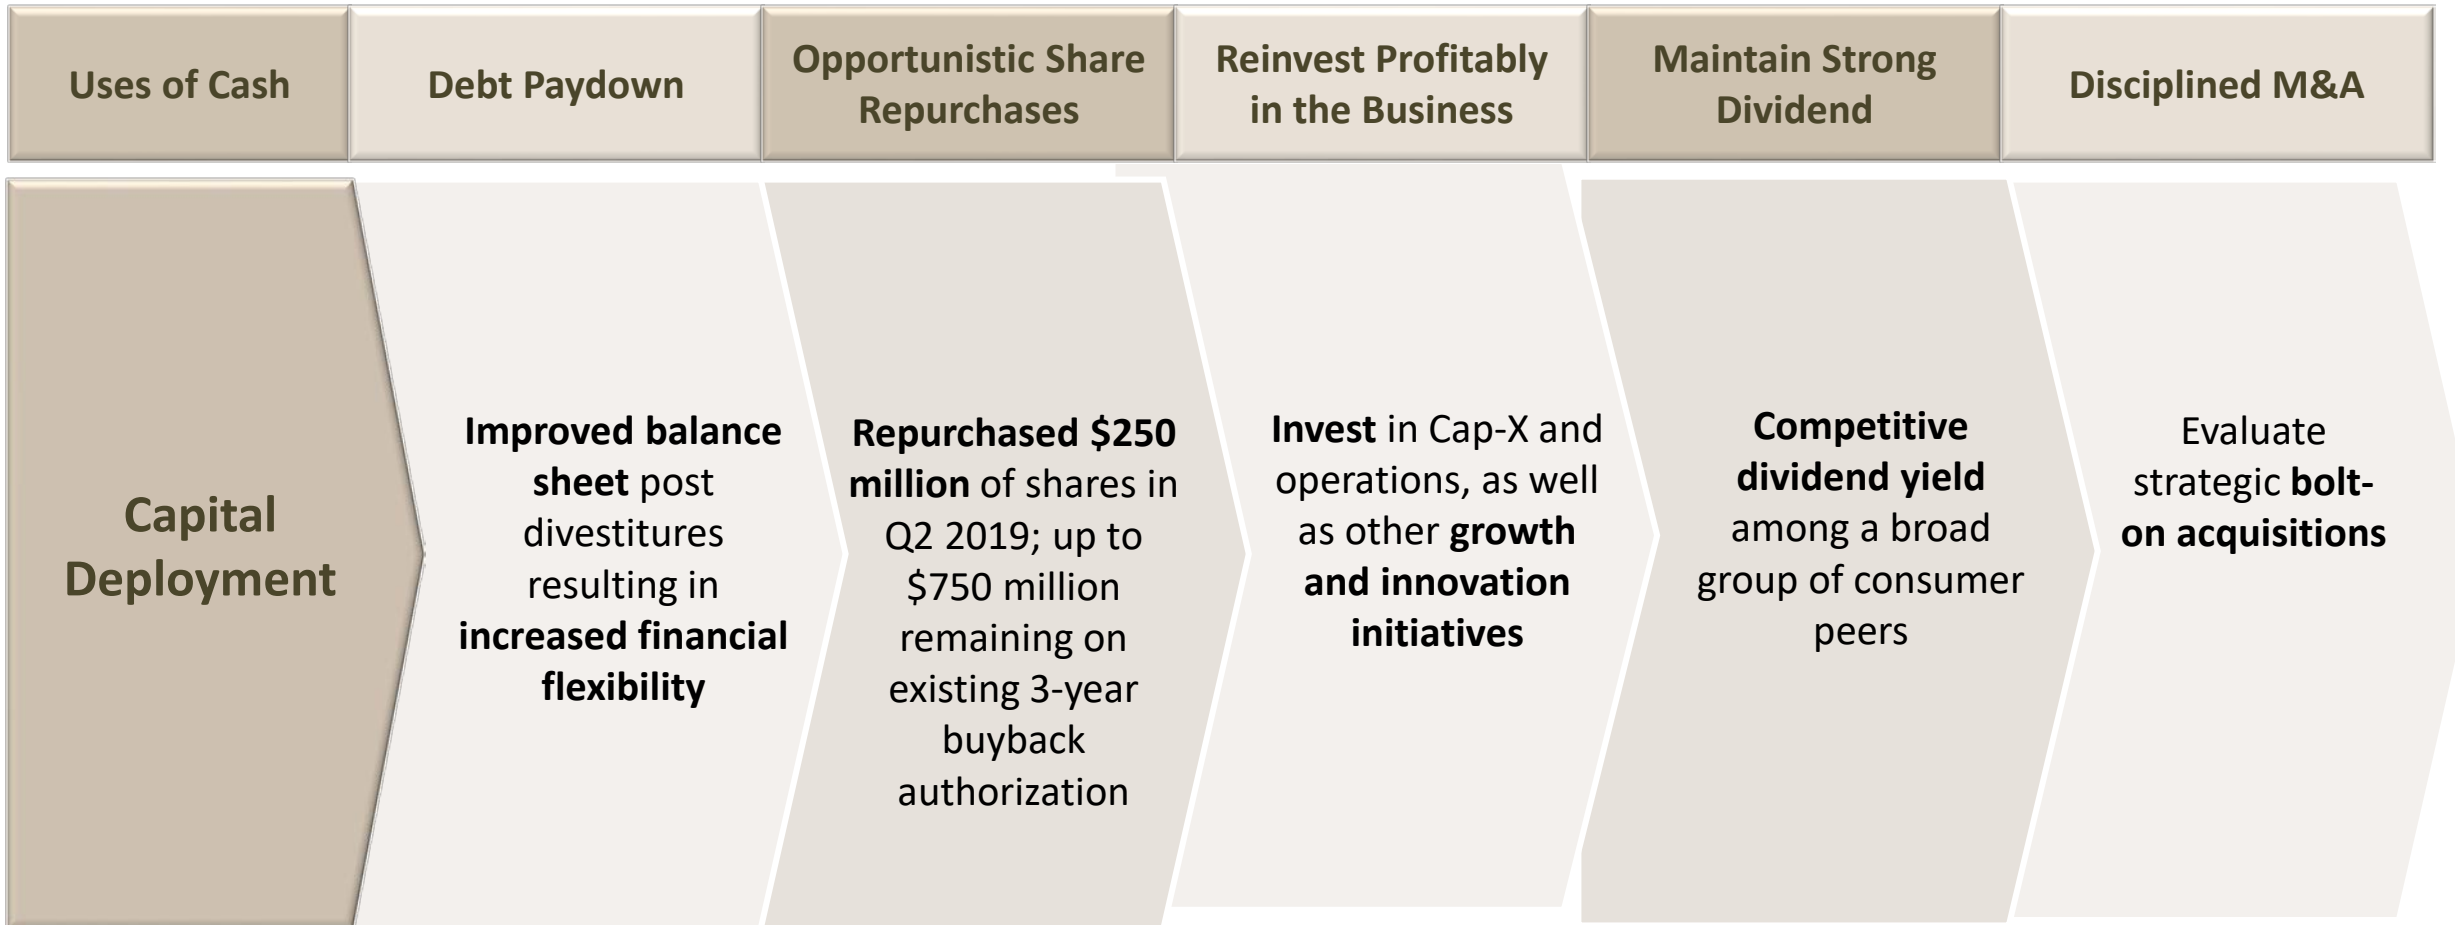 Uses of Cash
Debt Paydown
Opportunistic Share
Repurchases
Reinvest Profitably
in the Business
Maintain Strong
Dividend
Disciplined M&A
Capital
Deployment
Improved balance
sheet post
divestitures
resulting in
increased financial
flexibility
Repurchased $250
million of shares in
Q2 2019; up to
$750 million
remaining on
existing 3-year
buyback
authorization
Invest in Cap-X and
operations, as well
as other growth
and innovation
initiatives
Competitive
dividend yield
among a broad
group of consumer
peers
Evaluate
strategic bolt-
on acquisitions